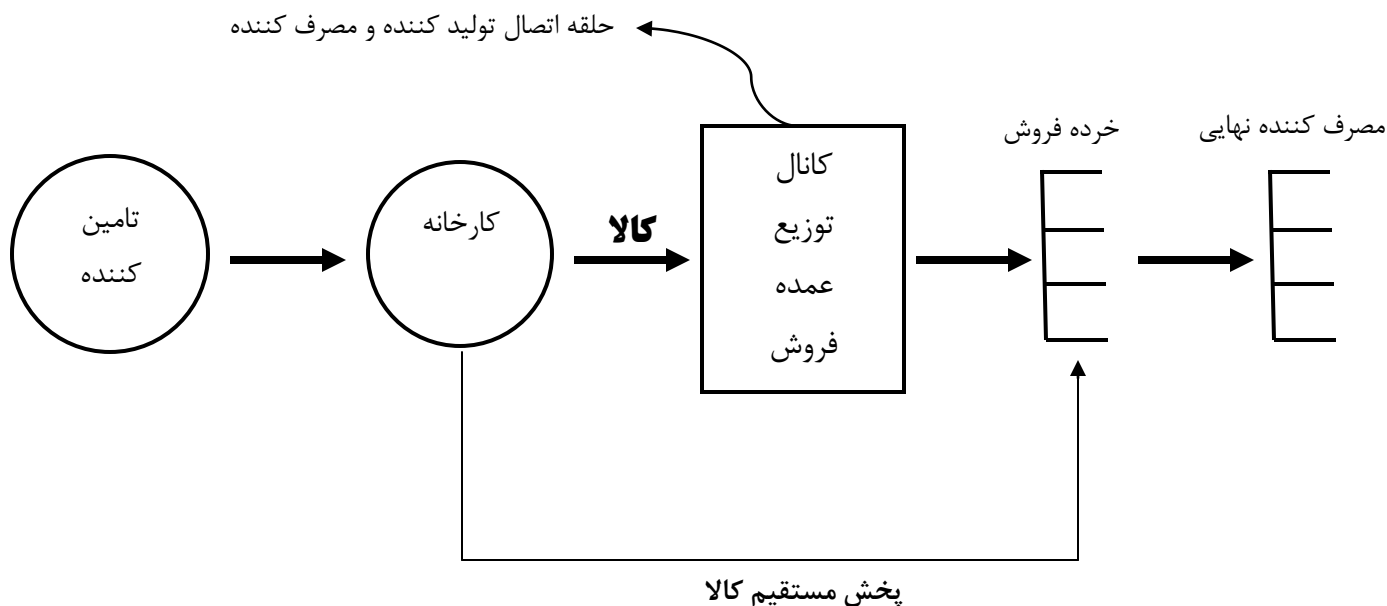 حلقه اتصال تولید کننده و مصرف کننده
تامین
کننده
کارخانه
کالا
کانال
توزیع
عمده
فروش
خرده فروش
مصرف کننده نهایی
پخش مستقیم کالا